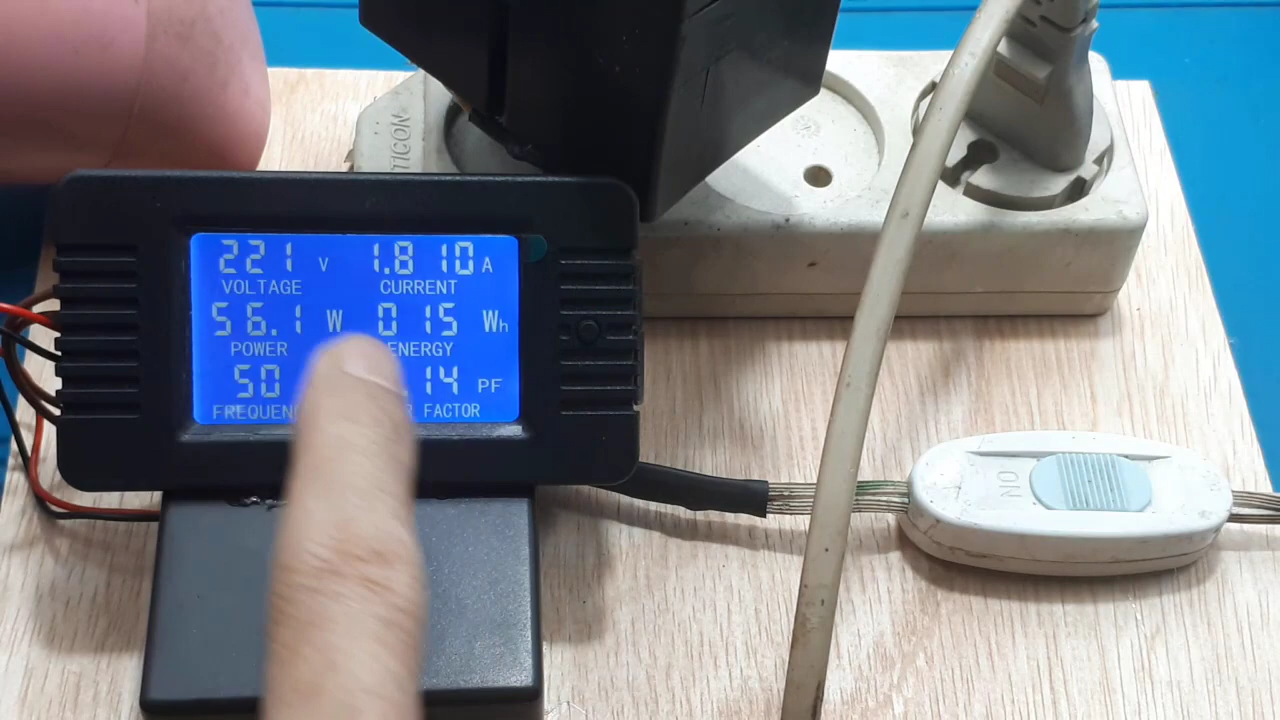 221 V 1.810 A
VOLTAGE CURRENT
56.1 W 015 Wh
POWER ENERGY
50 .14 PF
FACTOR
TICON
ON